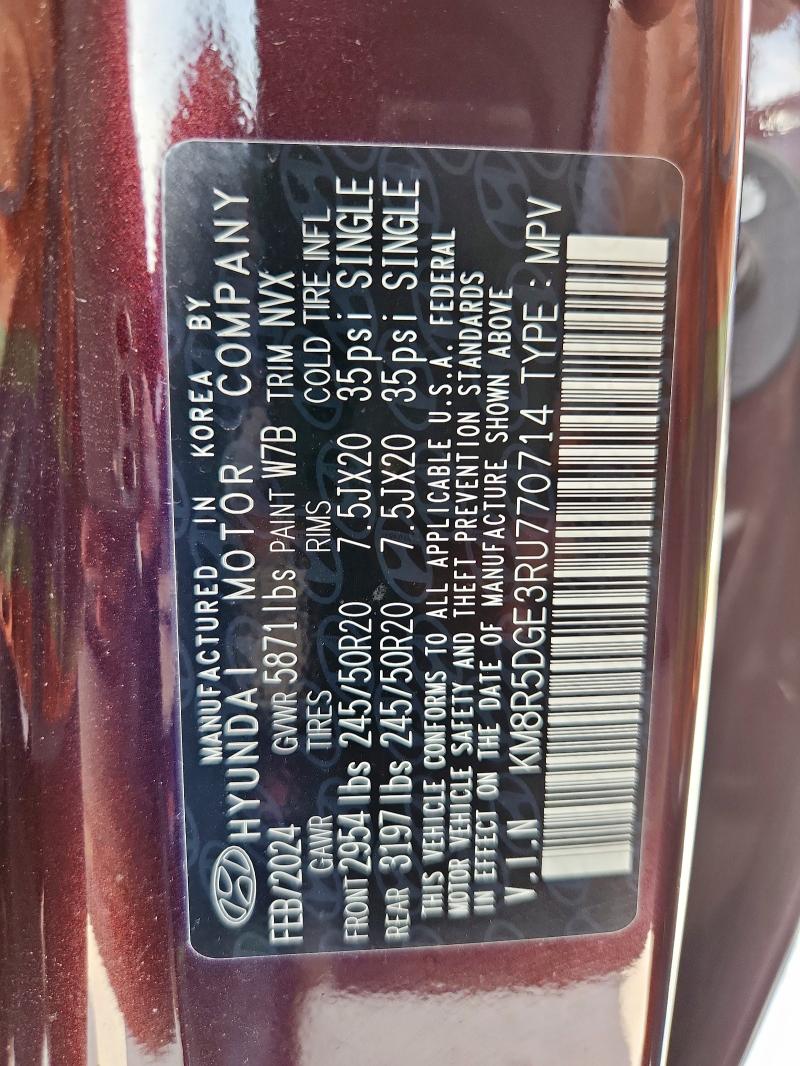 MANUFACTURED IN KOREA BY
HYUNDAI MOTOR COMPANY
FEB/2024 GVWR 5871lbs PAINT W7B TRIM NVX
GAWR TIRES RIMS COLD TIRE INFL
FRONT 2954lbs 245/50R20 7.5JX20 35psi SINGLE
REAR 3197lbs 245/50R20 7.5JX20 35psi SINGLE
THIS VEHICLE CONFORMS TO ALL APPLICABLE U.S.A. FEDERAL
MOTOR VEHICLE SAFETY AND THEFT PREVENTION STANDARDS
IN EFFECT ON THE DATE OF MANUFACTURE SHOWN ABOVE
V.I.N KM8R5DGE3RU770714 TYPE : MPV